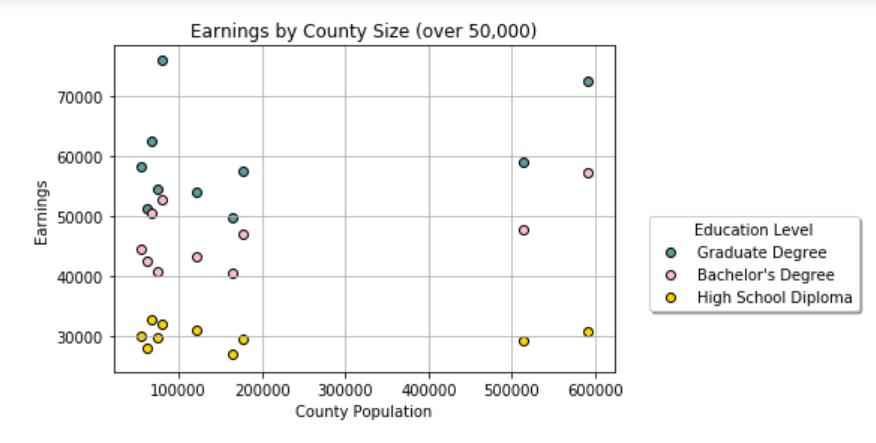 Earnings by County Size (over 50,000)
70000
60000
50000
40000
30000
Earnings
100000 200000 300000 400000 500000 600000
County Population
Education Level
Graduate Degree
Bachelor's Degree
High School Diploma